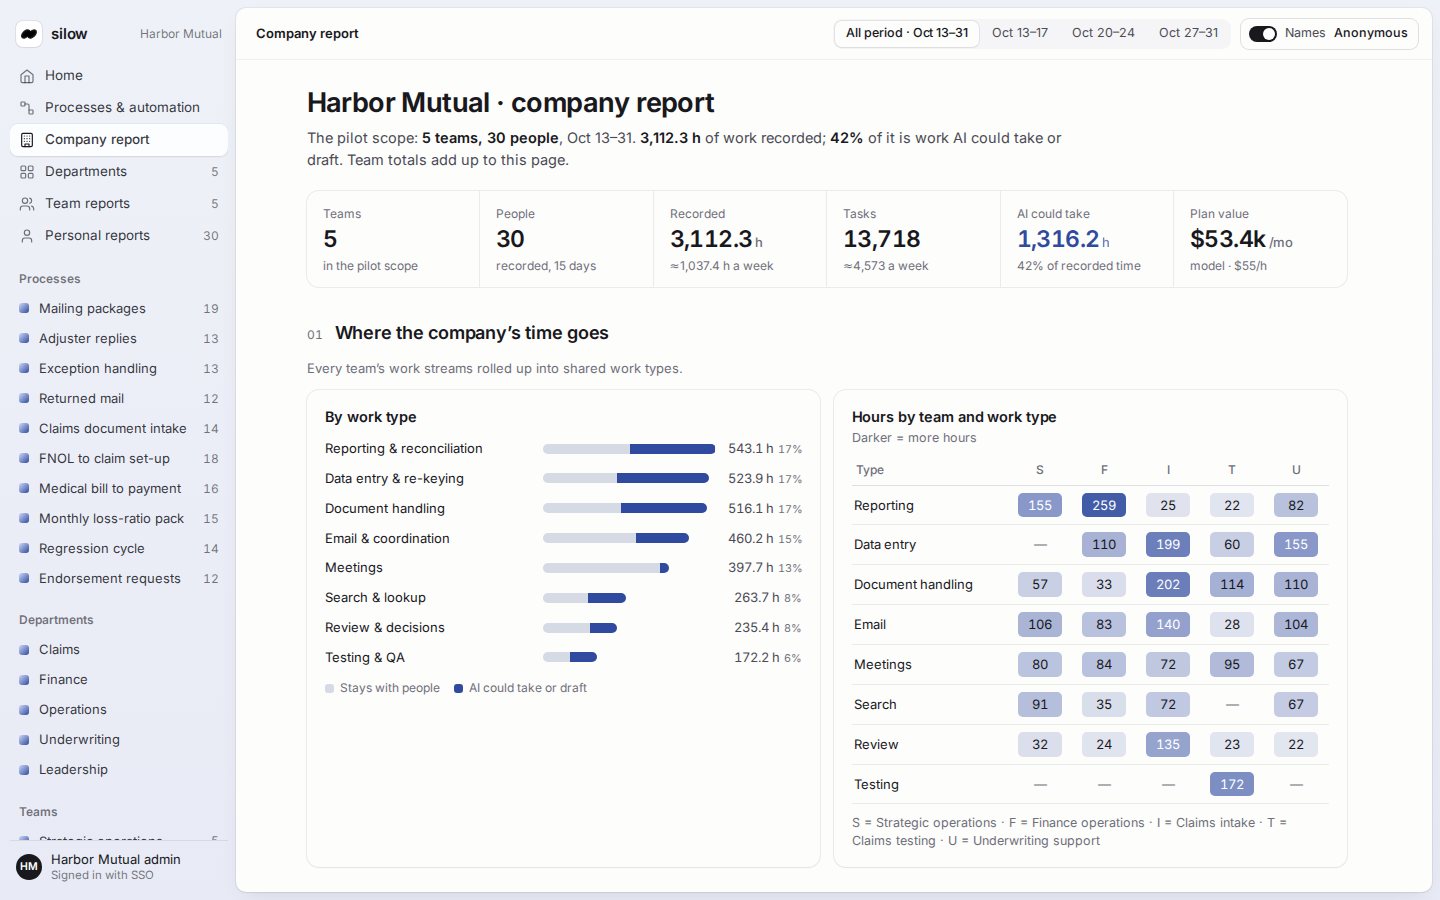 silow
Harbor Mutual
Home
Processes & automation
Company report
Departments 5
Team reports 5
Personal reports 30
Processes
Mailing packages 19
Adjuster replies 13
Exception handling 13
Returned mail 12
Claims document intake 14
FNOL to claim set-up 18
Medical bill to payment 16
Monthly loss-ratio pack 15
Regression cycle 14
Endorsement requests 12
Departments
Claims
Finance
Operations
Underwriting
Leadership
Teams
Strategic operations 5
HM
Harbor Mutual admin
Signed in with SSO
Company report
All period · Oct 13–31
Oct 13–17
Oct 20–24
Oct 27–31
Names Anonymous
Harbor Mutual · company report
The pilot scope: 5 teams, 30 people, Oct 13–31. 3,112.3 h of work recorded; 42% of it is work AI could take or
draft. Team totals add up to this page.
Teams
5
in the pilot scope
People
30
recorded, 15 days
Recorded
3,112.3 h
≈1,037.4 h a week
Tasks
13,718
≈4,573 a week
AI could take
1,316.2 h
42% of recorded time
Plan value
$53.4k /mo
model · $55/h
01 Where the company’s time goes
Every team’s work streams rolled up into shared work types.
By work type
Reporting & reconciliation 543.1 h 17%
Data entry & re-keying 523.9 h 17%
Document handling 516.1 h 17%
Email & coordination 460.2 h 15%
Meetings 397.7 h 13%
Search & lookup 263.7 h 8%
Review & decisions 235.4 h 8%
Testing & QA 172.2 h 6%
Stays with people
AI could take or draft
Hours by team and work type
Darker = more hours
Type S F I T U
Reporting 155 259 25 22 82
Data entry — 110 199 60 155
Document handling 57 33 202 114 110
Email 106 83 140 28 104
Meetings 80 84 72 95 67
Search 91 35 72 — 67
Review 32 24 135 23 22
Testing — — — 172 —
S = Strategic operations · F = Finance operations · I = Claims intake · T =
Claims testing · U = Underwriting support